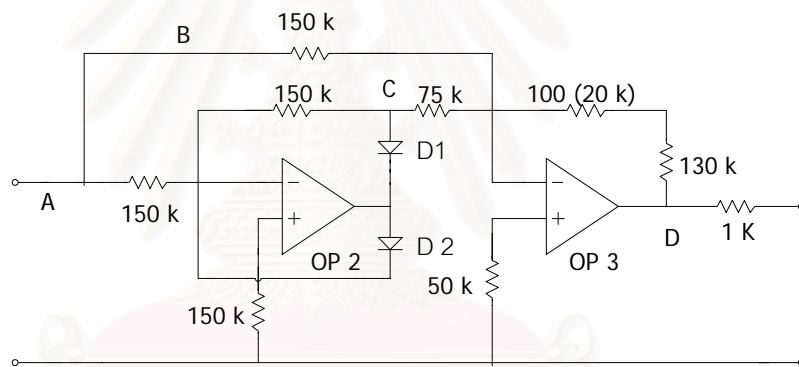 150 k
B
150 k
C
75 k
100 (20 k)
D1
130 k
A
150 k
−
+
OP 2
D 2
−
+
OP 3
D
1 K
50 k
150 k